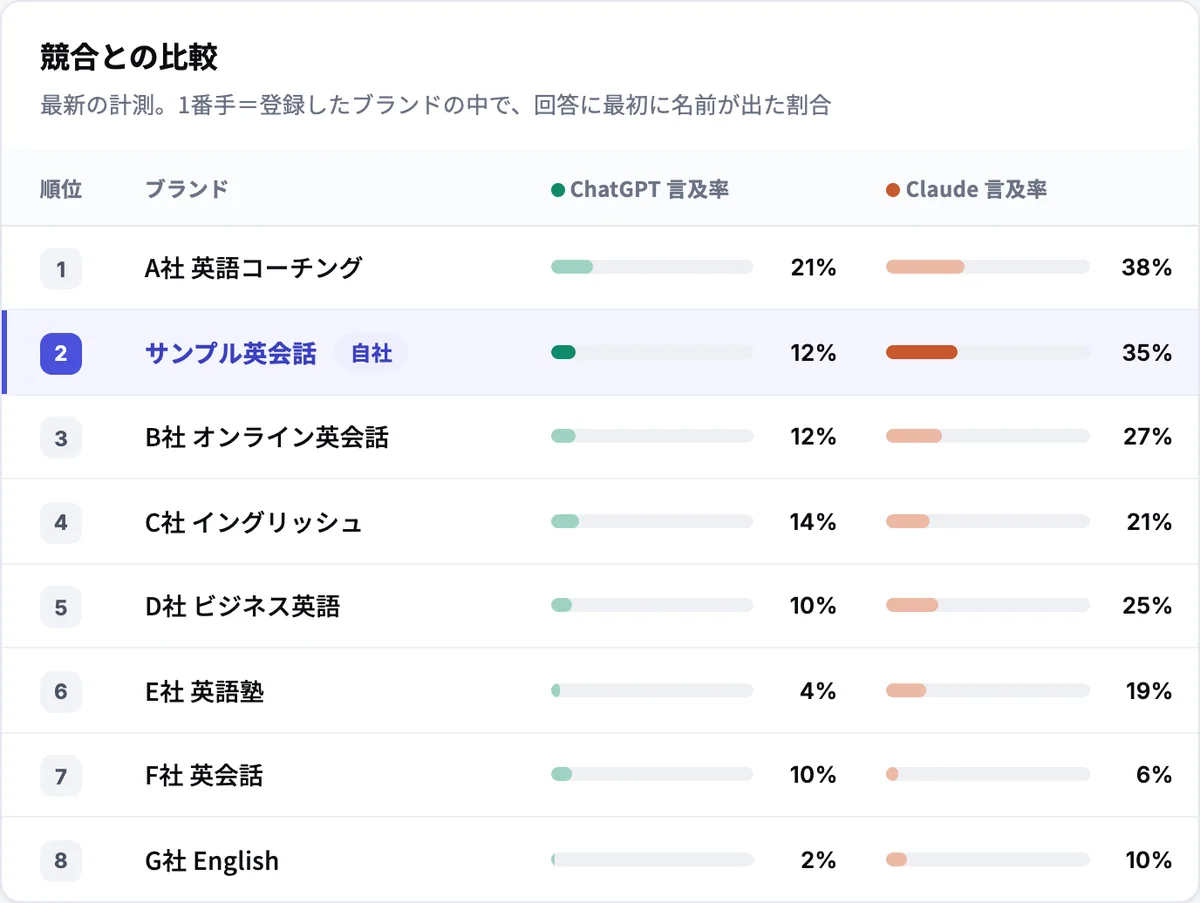 競合との比較
最新の計測。1番手＝登録したブランドの中で、回答に最初に名前が出た割合
順位 ブランド ChatGPT 言及率 Claude 言及率
1 A社 英語コーチング 21% 38%
2 サンプル英会話 自社 12% 35%
3 B社 オンライン英会話 12% 27%
4 C社 イングリッシュ 14% 21%
5 D社 ビジネス英語 10% 25%
6 E社 英語塾 4% 19%
7 F社 英会話 10% 6%
8 G社 English 2% 10%